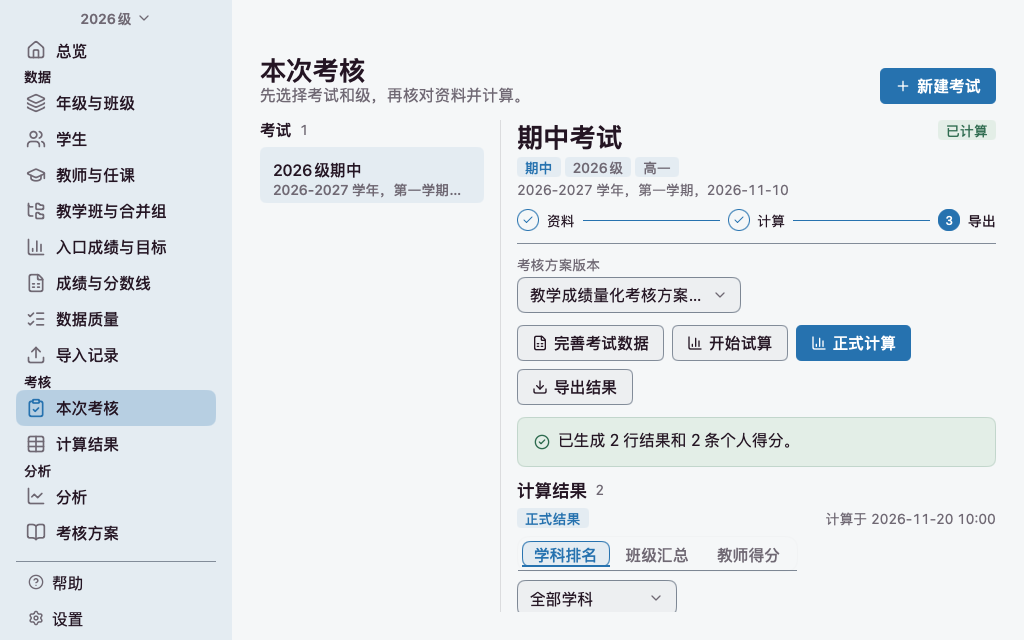 2026级
总览
数据
年级与班级
学生
教师与任课
教学班与合并组
入口成绩与目标
成绩与分数线
数据质量
导入记录
考核
本次考核
计算结果
分析
分析
考核方案
帮助
设置
本次考核
先选择考试和级，再核对资料并计算。
新建考试
考试 1
2026级期中
2026-2027 学年，第一学期...
期中考试
已计算
期中 2026级 高一
2026-2027 学年，第一学期，2026-11-10
资料 计算 3 导出
考核方案版本
教学成绩量化考核方案...
完善考试数据 开始试算 正式计算
导出结果
已生成 2 行结果和 2 条个人得分。
计算结果 2
正式结果 计算于 2026-11-20 10:00
学科排名 班级汇总 教师得分
全部学科